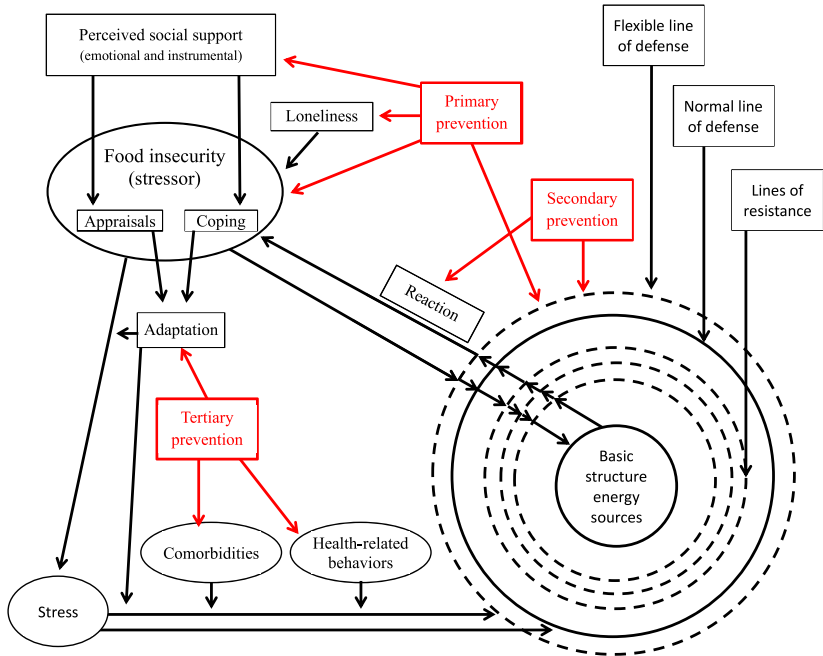 Perceived social support
(emotional and instrumental)
Flexible line
of defense
Primary
prevention
Loneliness
Normal line
of defense
Food insecurity
(stressor)
Secondary
prevention
Lines of
resistance
Appraisals
Coping
Reaction
Adaptation
Tertiary
prevention
Basic
structure
energy
sources
Comorbidities
Health-related
behaviors
Stress